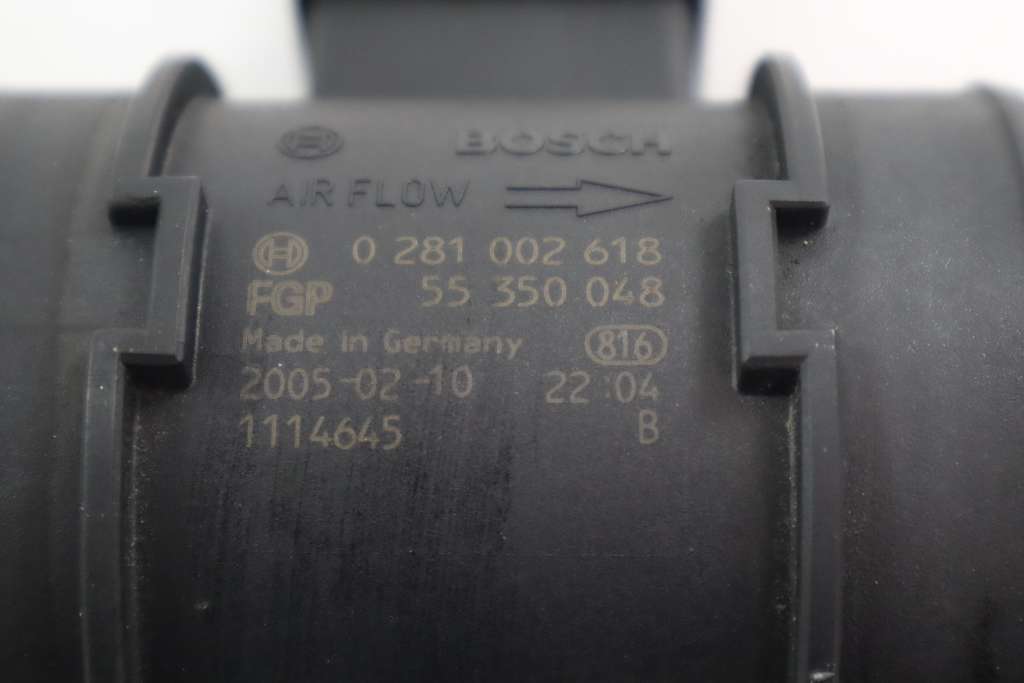 BOSCH
AIR FLOW
0 281 002 618
FGP 55 350 048
Made in Germany 816
2005-02-10 22:04
1114645 B